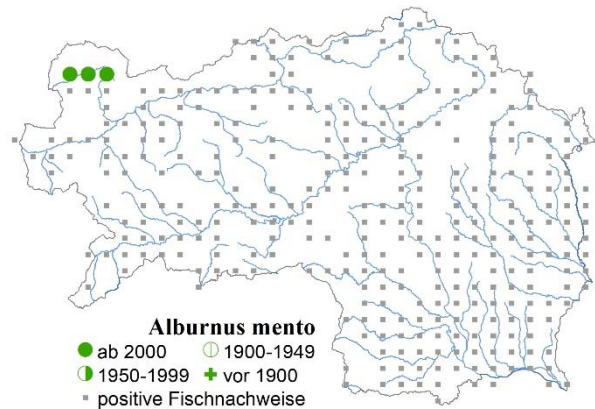 Alburnus mento
ab 2000 1900-1949
1950-1999 vor 1900
positive Fischnachweise